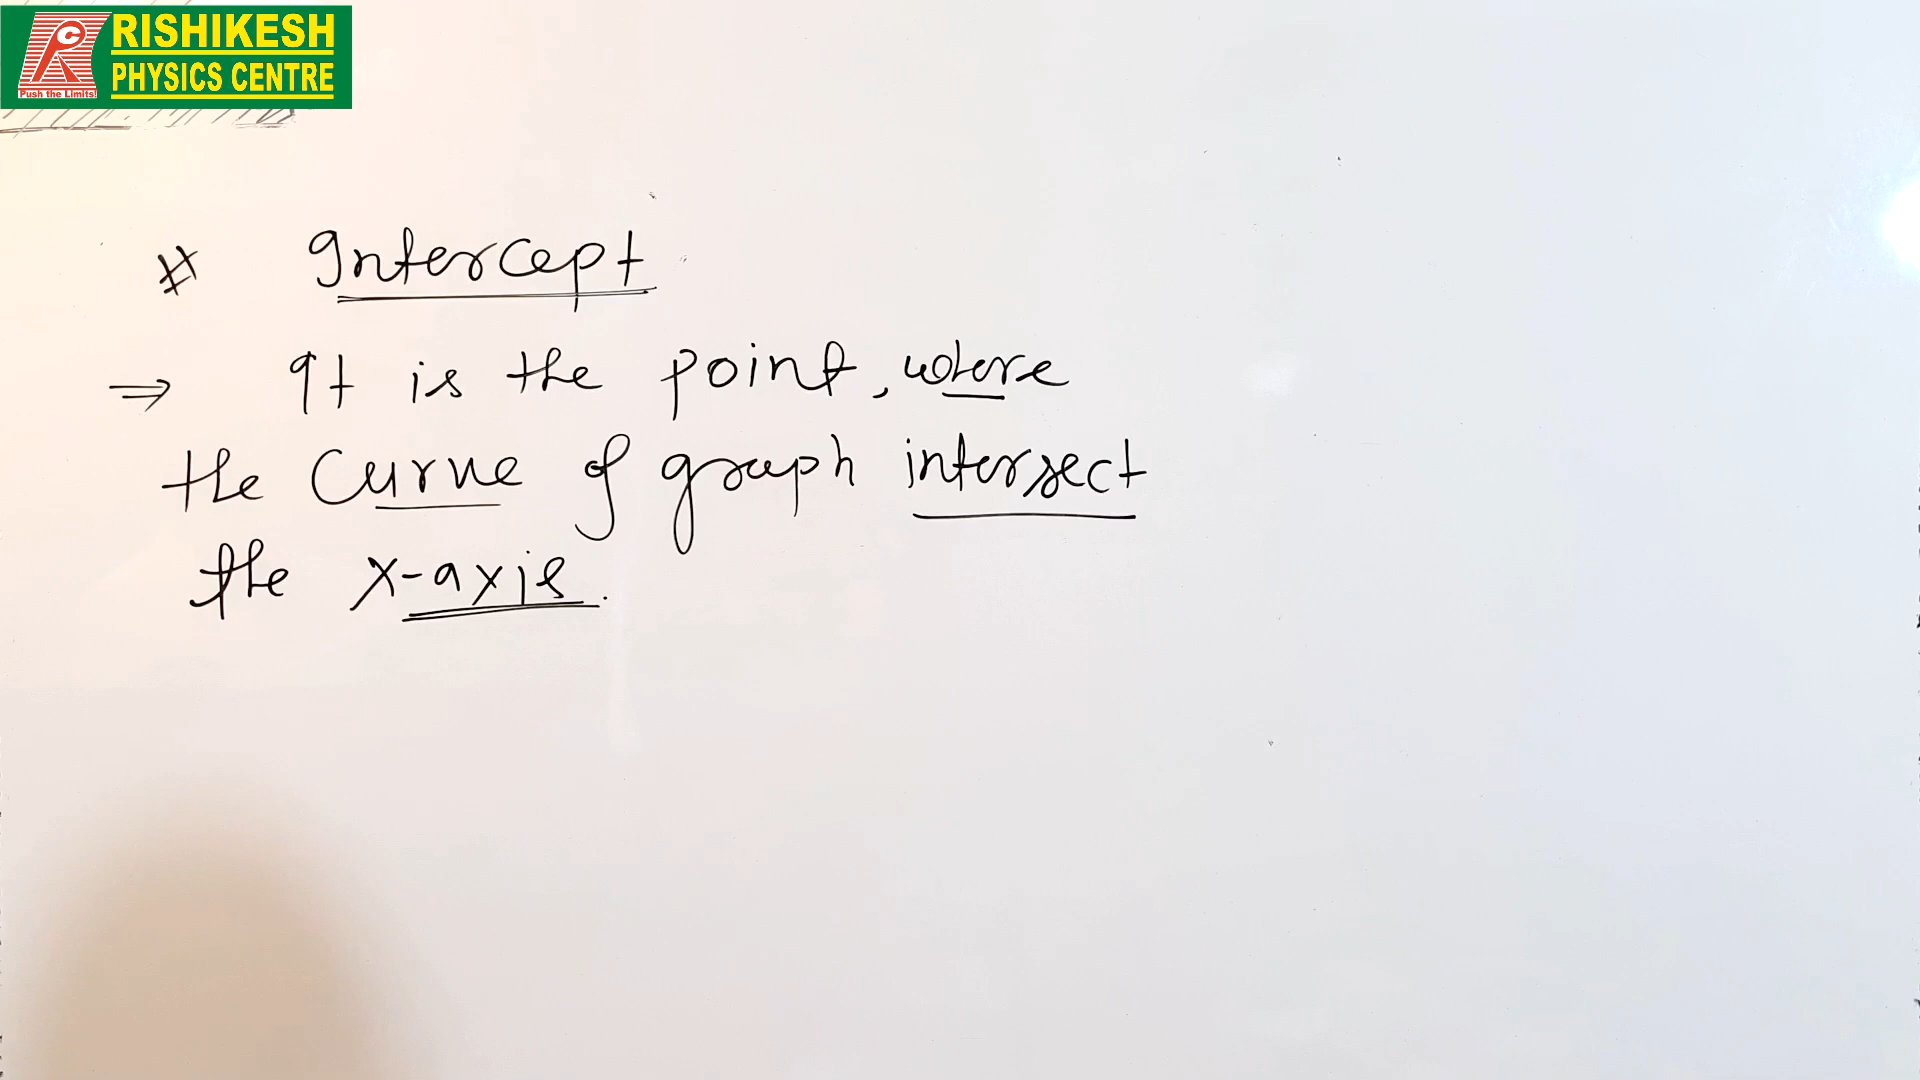 RISHIKESH
PHYSICS CENTRE
Push the Limits!
# Intercept
⇒ It is the point, where
the curve of graph intersect
the x-axis.